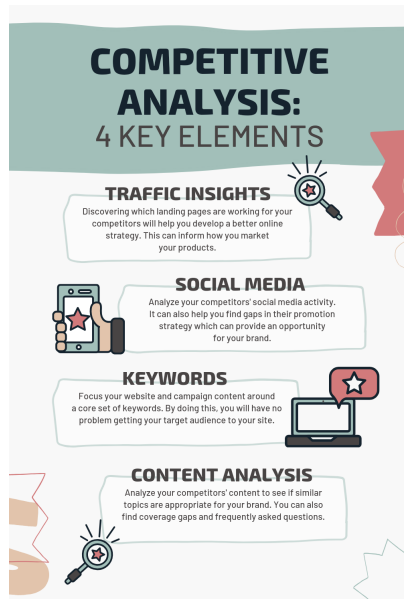 COMPETITIVE
ANALYSIS:
4 KEY ELEMENTS
TRAFFIC INSIGHTS
Discovering which landing pages are working for your
competitors will help you develop a better online
strategy. This can inform how you market
your products.
SOCIAL MEDIA
Analyze your competitors' social media activity.
It can also help you find gaps in their promotion
strategy which can provide an opportunity
for your brand.
KEYWORDS
Focus your website and campaign content around
a core set of keywords. By doing this, you will have no
problem getting your target audience to your site.
CONTENT ANALYSIS
Analyze your competitors' content to see if similar
topics are appropriate for your brand. You can also
find coverage gaps and frequently asked questions.